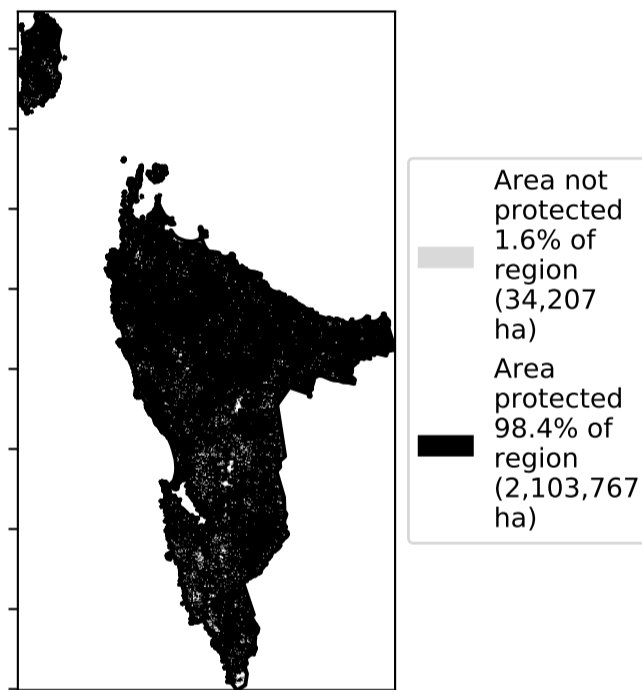 Area not
protected
1.6% of
region
(34,207
ha)
Area
protected
98.4% of
region
(2,103,767
ha)